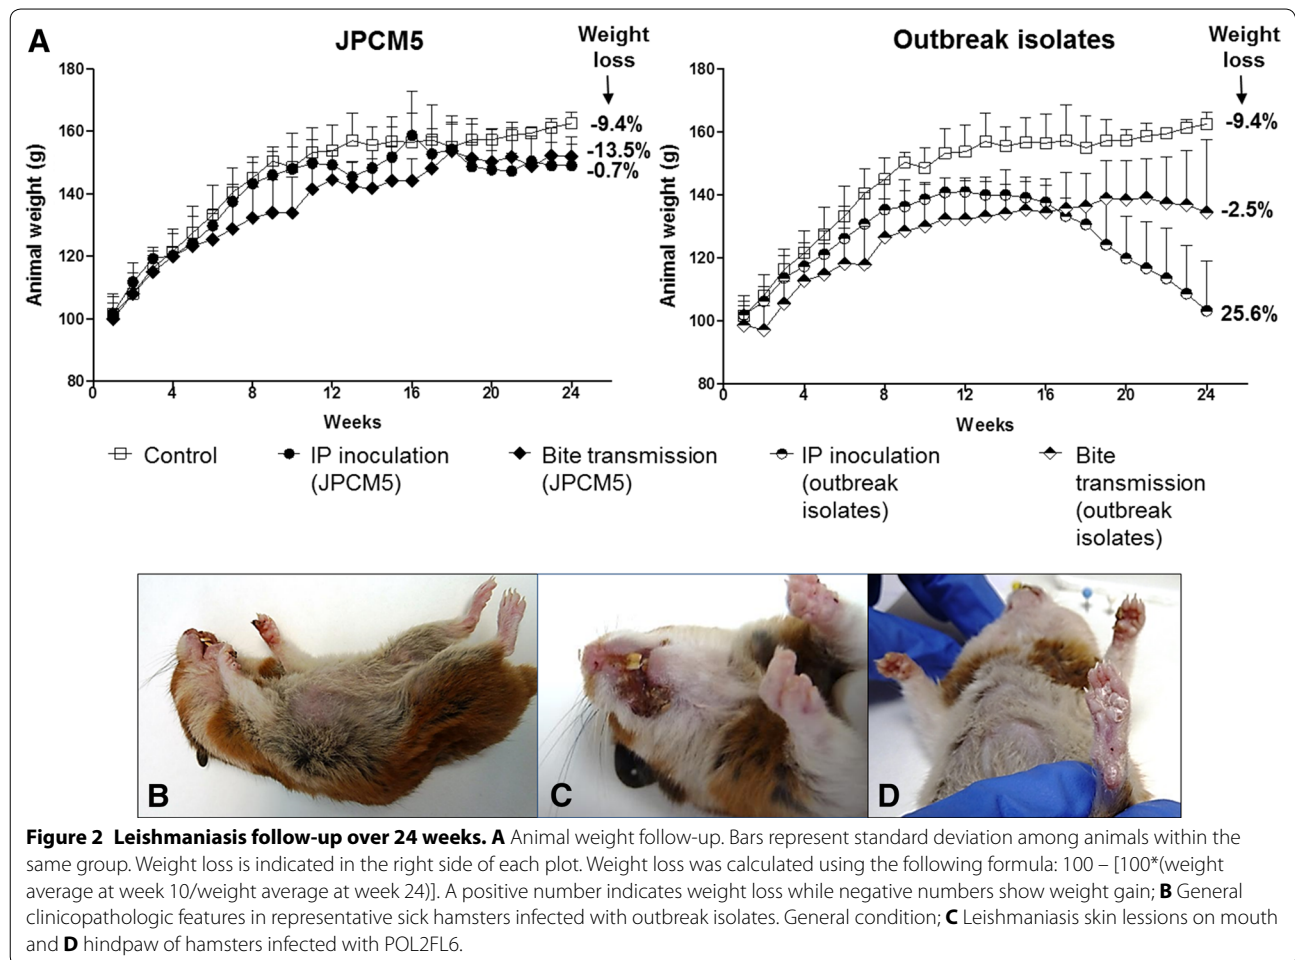 A
JPCM5
Weight
loss
Outbreak isolates
Weight
loss
Animal weight (g)
180
160
140
120
100
80
0
4
8
12
16
20
24
Weeks
-9.4%
-13.5%
-0.7%
Animal weight (g)
180
160
140
120
100
80
0
4
8
12
16
20
24
Weeks
-9.4%
-2.5%
25.6%
Control
IP inoculation
(JPCM5)
Bite transmission
(JPCM5)
IP inoculation
(outbreak
isolates)
Bite
transmission
(outbreak
isolates)
B
C
D
Figure 2 Leishmaniasis follow-up over 24 weeks. A Animal weight follow-up. Bars represent standard deviation among animals within the
same group. Weight loss is indicated in the right side of each plot. Weight loss was calculated using the following formula: 100 – [100*(weight
average at week 10/weight average at week 24)]. A positive number indicates weight loss while negative numbers show weight gain; B General
clinicopathologic features in representative sick hamsters infected with outbreak isolates. General condition; C Leishmaniasis skin lessions on mouth
and D hindpaw of hamsters infected with POL2FL6.